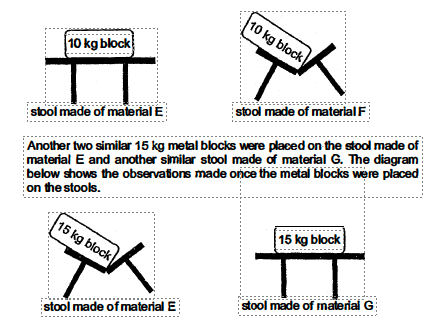 10 kg block
10 kg block
stool made of material E
stool made of material F
Another two similar 15 kg metal blocks were placed on the stool made of
material E and another similar stool made of material G. The diagram
below shows the observations made once the metal blocks were placed
on the stools.
15 kg block
15 kg block
stool made of material E
stool made of material G